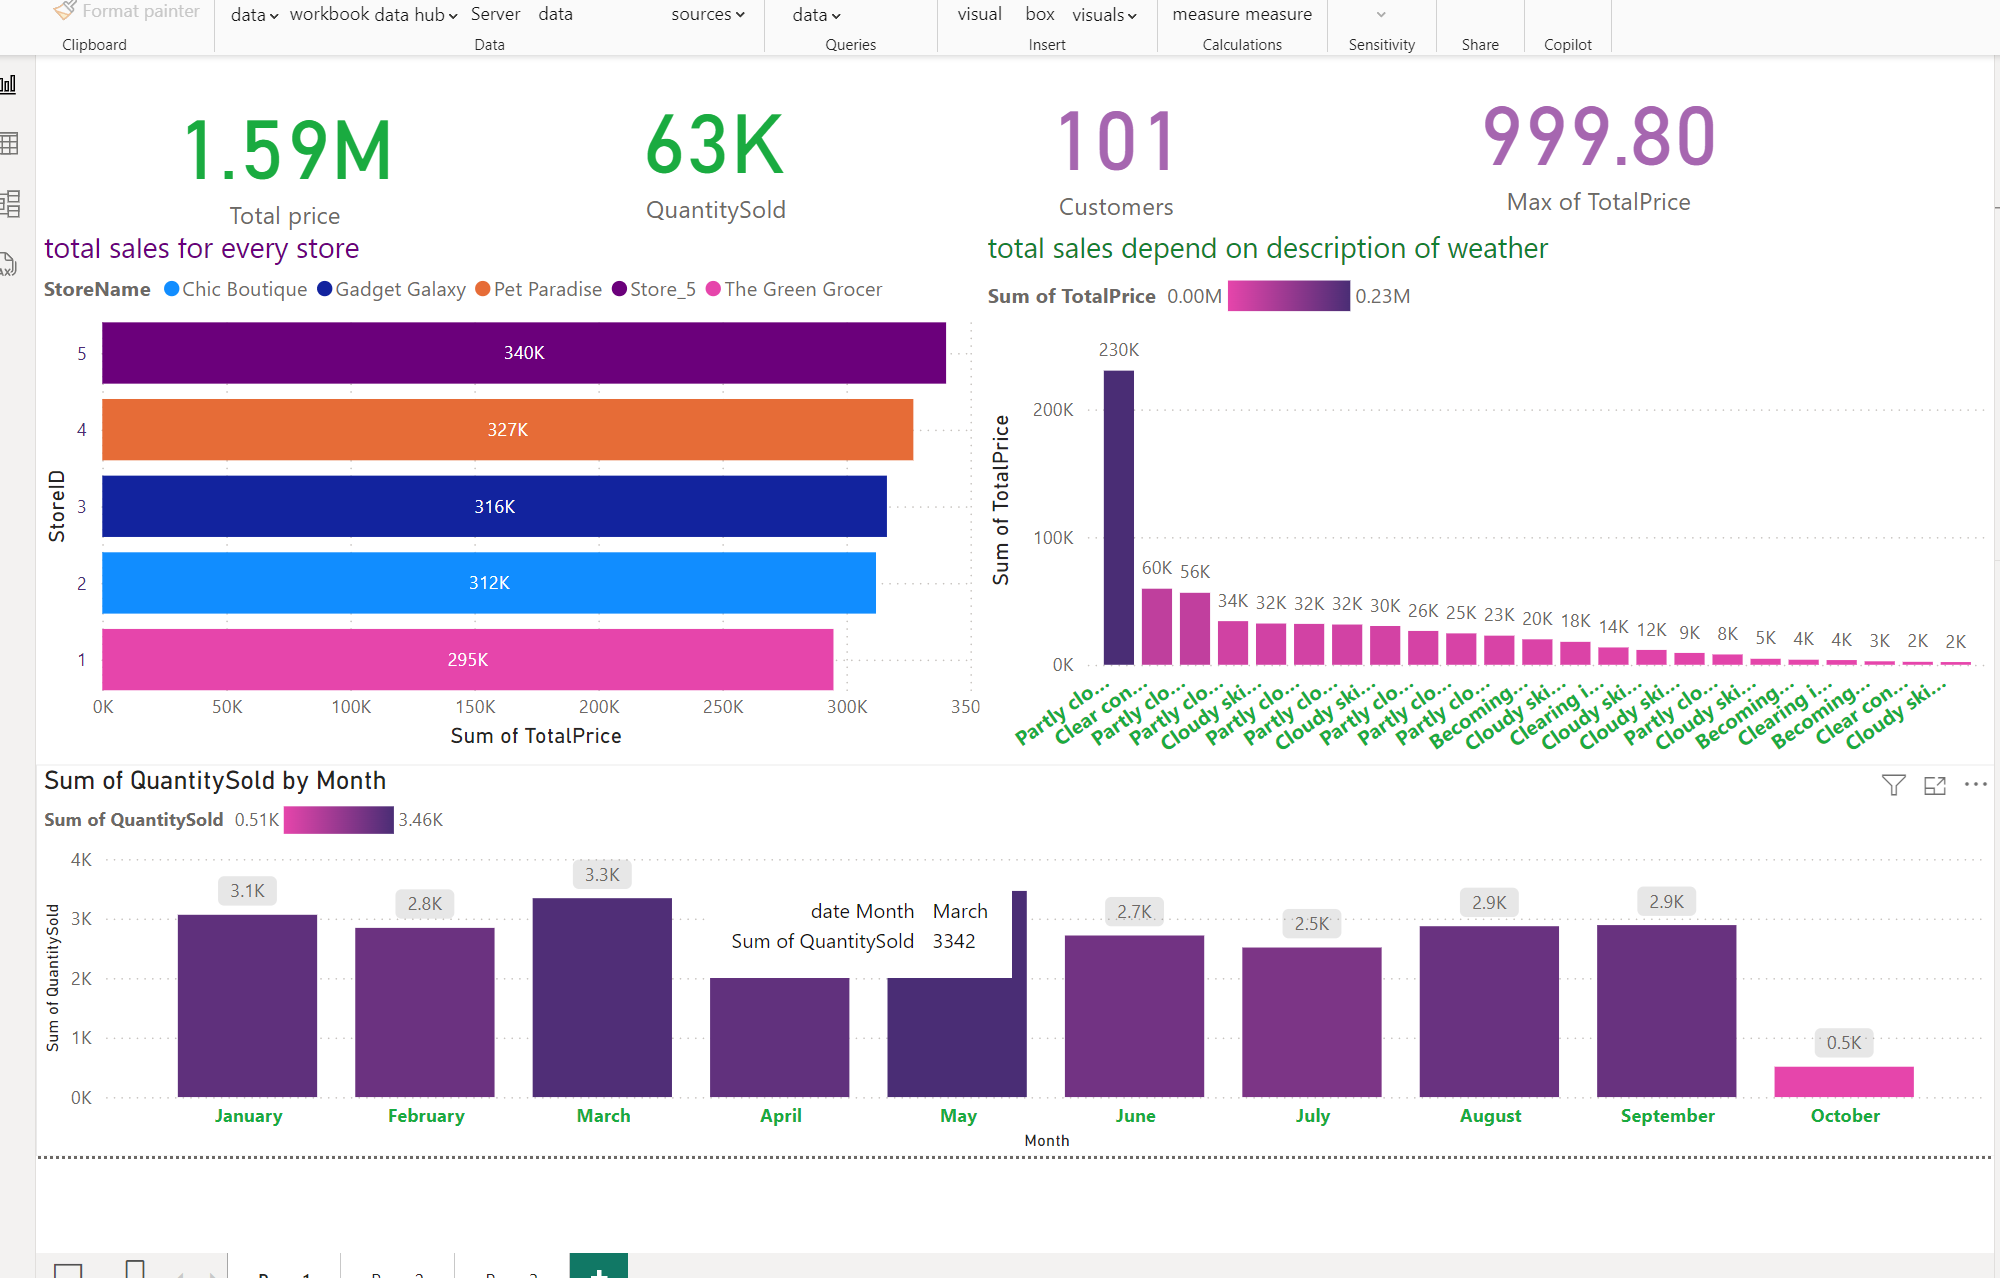 Format painter
data workbook data hub Server data sources data visual box visuals measure measure
Clipboard Data Queries Insert Calculations Sensitivity Share Copilot
1.59M
Total price
63K
QuantitySold
101
Customers
999.80
Max of TotalPrice
total sales for every store
StoreName Chic Boutique Gadget Galaxy Pet Paradise Store_5 The Green Grocer
StoreID
5 340K
4 327K
3 316K
2 312K
1 295K
0K 50K 100K 150K 200K 250K 300K 350
Sum of TotalPrice
total sales depend on description of weather
Sum of TotalPrice 0.00M 0.23M
Sum of TotalPrice
200K
100K
0K
230K 60K 56K 34K 32K 32K 32K 30K 26K 25K 23K 20K 18K 14K 12K 9K 8K 5K 4K 4K 3K 2K 2K
Partly clo...
Clear con...
Partly clo...
Partly clo...
Cloudy ski...
Partly clo...
Partly clo...
Cloudy ski...
Partly clo...
Partly clo...
Partly clo...
Becoming...
Cloudy ski...
Clearing i...
Cloudy ski...
Cloudy ski...
Partly clo...
Cloudy ski...
Becoming...
Clearing i...
Becoming...
Clear con...
Cloudy ski...
Sum of QuantitySold by Month
Sum of QuantitySold 0.51K 3.46K
Sum of QuantitySold
4K
3K
2K
1K
0K
3.1K 2.8K 3.3K 2.7K 2.5K 2.9K 2.9K 0.5K
date Month March
Sum of QuantitySold 3342
January February March April May June July August September October
Month